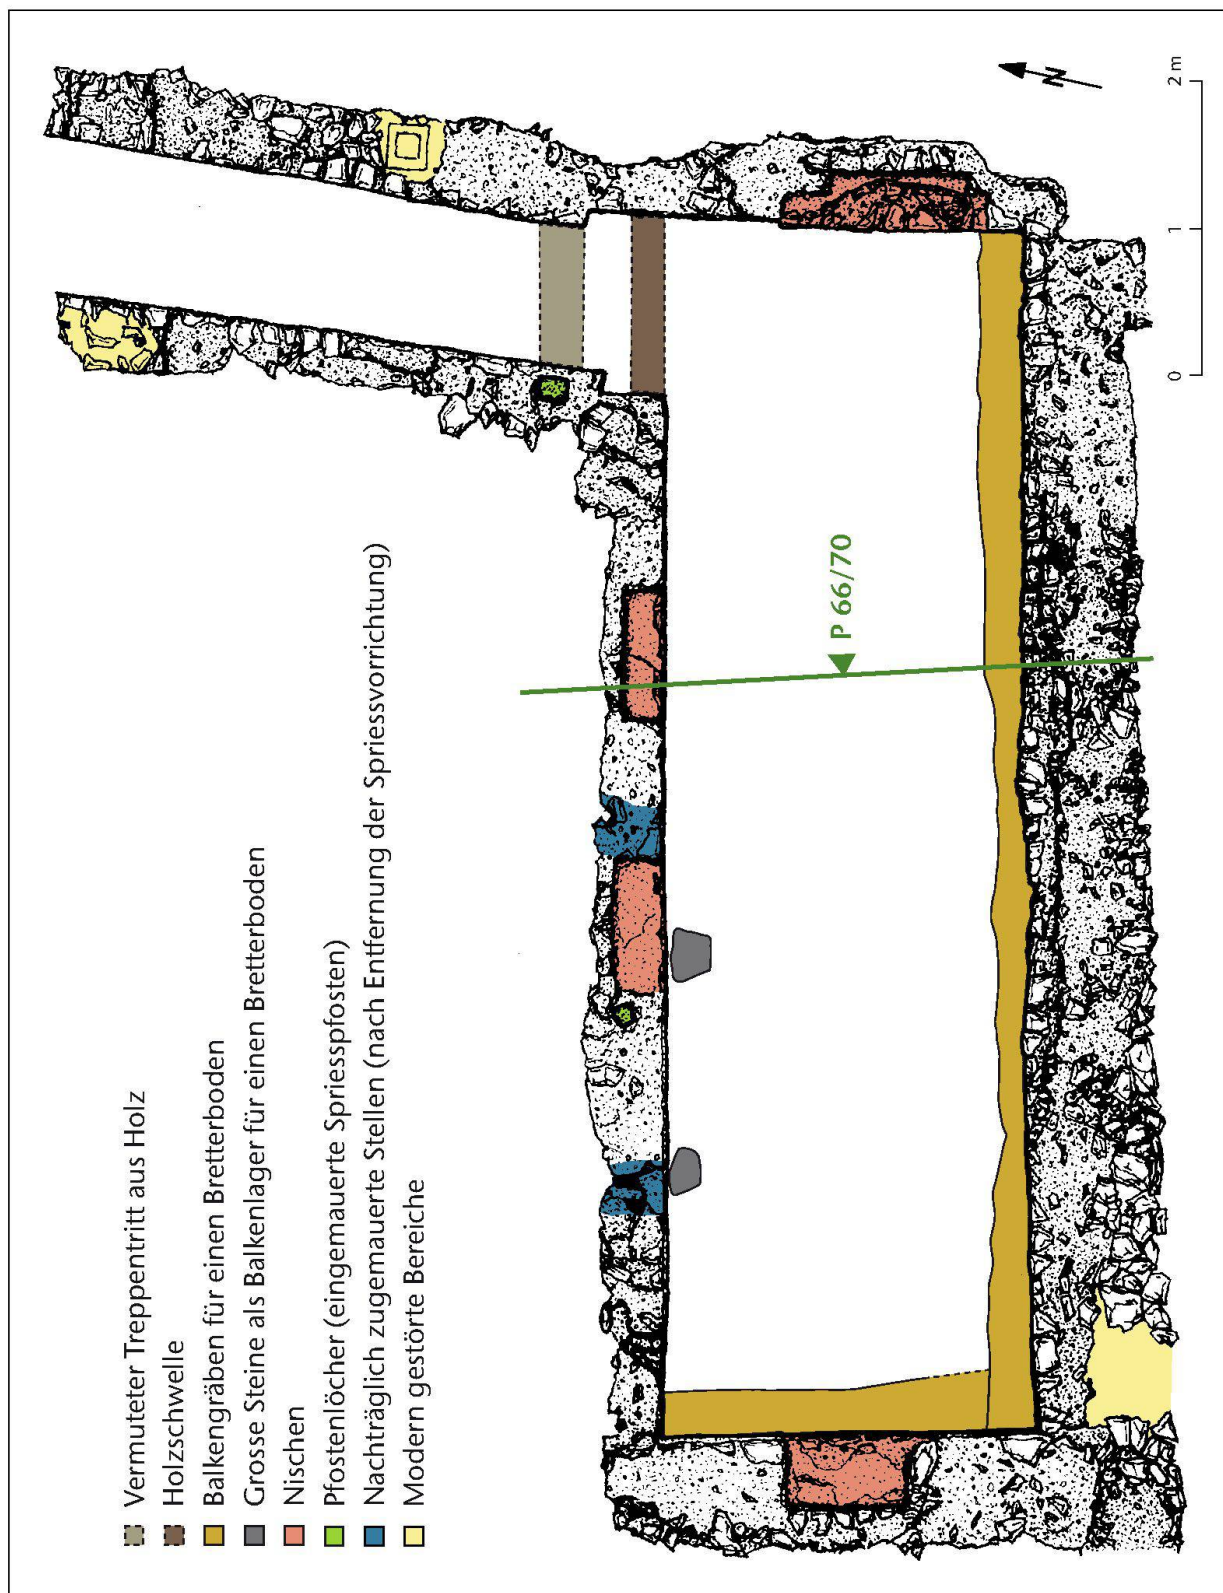 Vermuteter Treppentritt aus Holz
Holzschwelle
Balkengräben für einen Bretterboden
Grosse Steine als Balkenlager für einen Bretterboden
Nischen
Pfostenlöcher (eingemauerte Spriesspfosten)
Nachträglich zugemauerte Stellen (nach Entfernung der Spriessvorrichtung)
Modern gestörte Bereiche
P 66/70
N
0 1 2 m